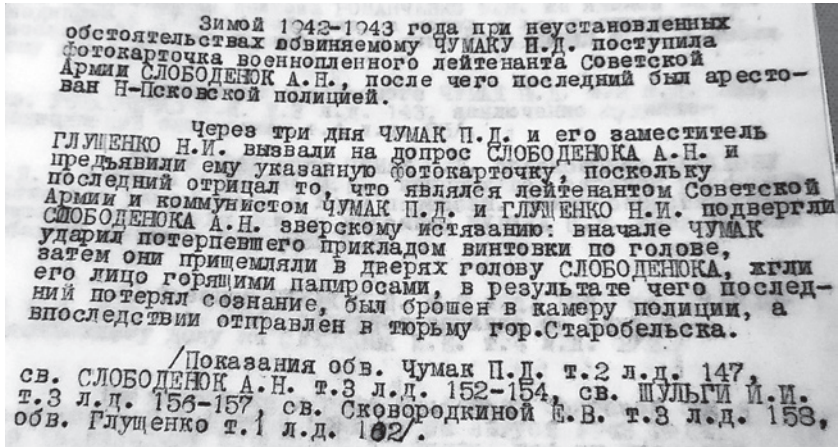 Зимой 1942-1943 года при неустановленных
обстоятельствах обвиняемому ЧУМАКУ П.Д. поступила
фотокарточка военнопленного лейтенанта Советской
Армии СЛОБОДЕНОК А.Н., после чего последний был аресто-
ван Н-Псковской полицией.
Через три дня ЧУМАК П.Д. и его заместитель
ГЛУЩЕНКО Н.И. вызвали на допрос СЛОБОДЕНОКА А.Н. и
предъявили ему указанную фотокарточку, поскольку
последний отрицал то, что являлся лейтенантом Советской
Армии и коммунистом ЧУМАК П.Д. и ГЛУЩЕНКО Н.И. подвергли
СЛОБОДЕНОКА А.Н. зверскому истязанию: вначале ЧУМАК
ударил потерпевшего прикладом винтовки по голове,
затем они прищемляли в дверях голову СЛОБОДЕНЮКА, жгли
его лицо горящими папиросами, в результате чего послед-
ний потерял сознание, был брошен в камеру полиции, а
впоследствии отправлен в тюрьму гор.Старобельска.
/Показания обв. Чумак П.Д. т.2 л.д. 147,
св. СЛОБОДЕНОК А.Н. т.3 л.д. 152-154, св. ШУЛЬГИ И.И.
т.3 л.д. 156-157, св. Сковородкиной Е.В. т.3 л.д. 158,
обв. Глущенко т.1 л.д. 102/.